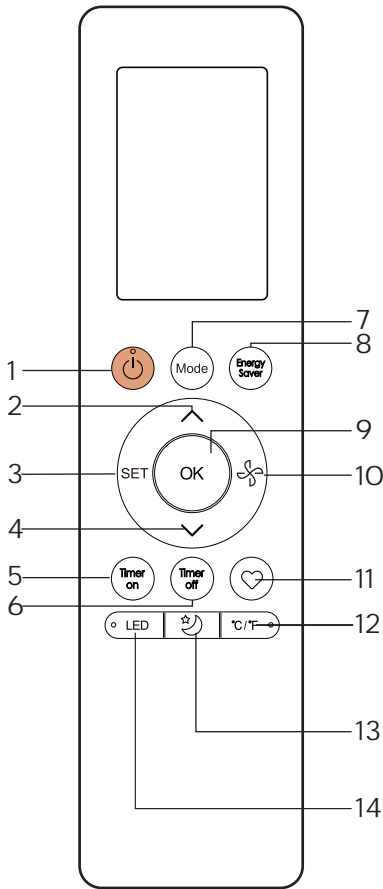 7
8
Mode
Energy
Saver
1
2
9
3
SET
OK
10
4
5
Timer
on
Timer
off
11
6
LED
°C/°F
12
13
14